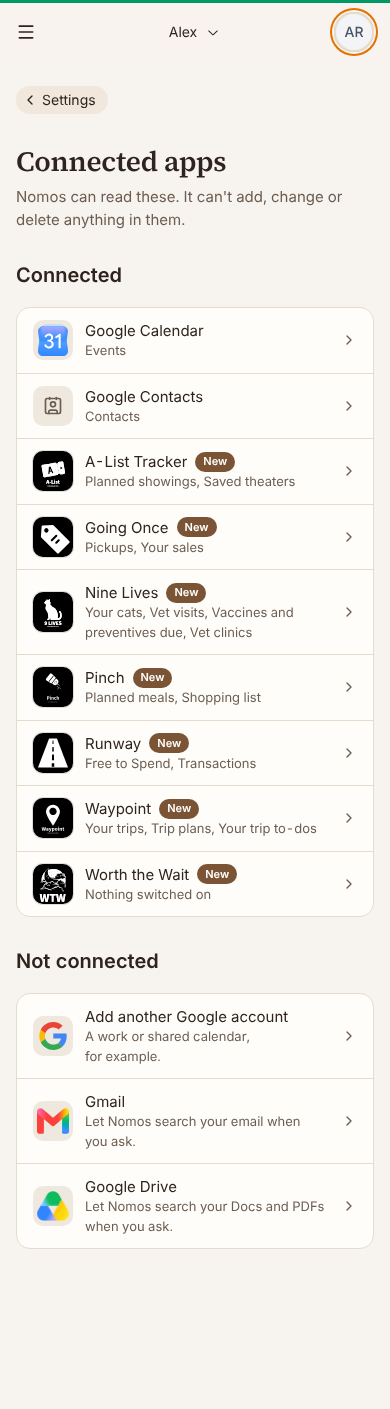 Alex
AR
Settings
Connected apps
Nomos can read these. It can't add, change or
delete anything in them.
Connected
31
Google Calendar
Events
Google Contacts
Contacts
A
A-List
A-List Tracker New
Planned showings, Saved theaters
Going Once New
Pickups, Your sales
9 LIVES
Nine Lives New
Your cats, Vet visits, Vaccines and
preventives due, Vet clinics
Pinch
Pinch New
Planned meals, Shopping list
Runway New
Free to Spend, Transactions
Waypoint
Waypoint New
Your trips, Trip plans, Your trip to-dos
WTW
Worth the Wait New
Nothing switched on
Not connected
Add another Google account
A work or shared calendar,
for example.
Gmail
Let Nomos search your email when
you ask.
Google Drive
Let Nomos search your Docs and PDFs
when you ask.